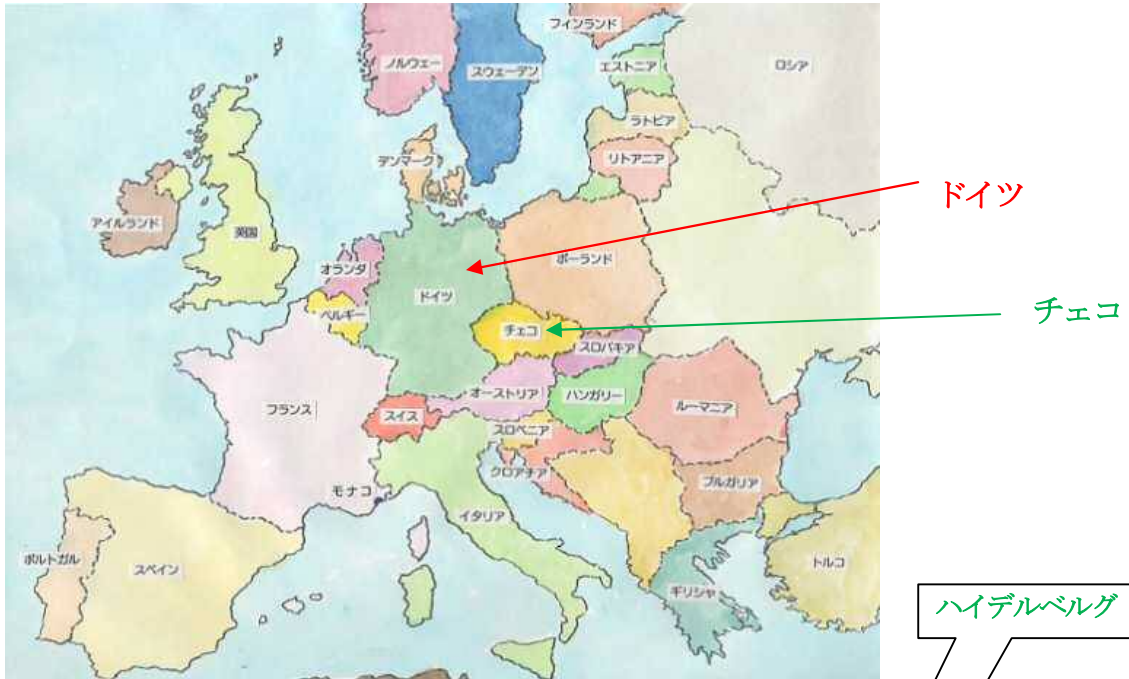 フィンランド
ノルウェー
スウェーデン
エストニア
ロシア
ラトビア
デンマーク
リトアニア
ドイツ
アイルランド
英国
オランダ
ポーランド
ドイツ
ベルギー
チェコ
チェコ
スロバキア
オーストリア
ハンガリー
フランス
スイス
ルーマニア
スロベニア
クロアチア
ブルガリア
モナコ
イタリア
ポルトガル
スペイン
トルコ
ギリシャ
ハイデルベルグ